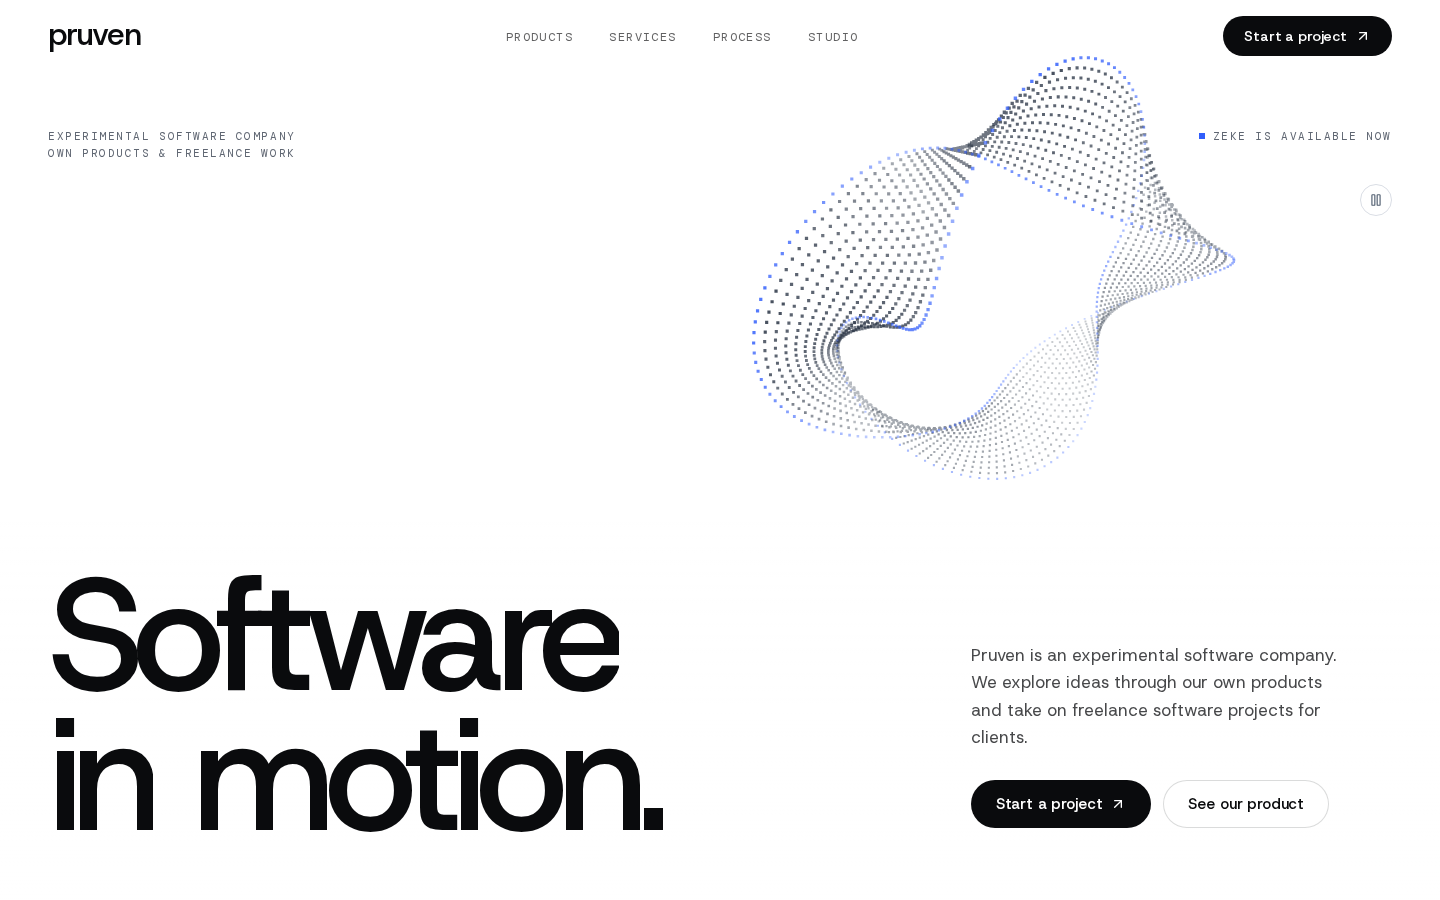 pruven
PRODUCTS SERVICES PROCESS STUDIO
Start a project
EXPERIMENTAL SOFTWARE COMPANY
OWN PRODUCTS & FREELANCE WORK
ZEKE IS AVAILABLE NOW
Software
in motion.
Pruven is an experimental software company.
We explore ideas through our own products
and take on freelance software projects for
clients.
Start a project
See our product